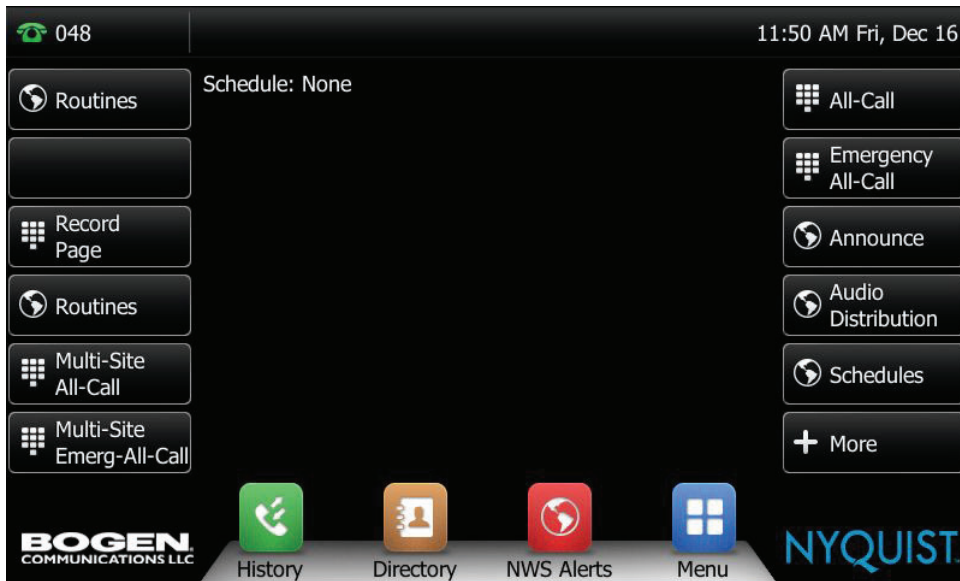 048
11:50 AM Fri, Dec 16
Schedule: None
Routines
Record
Page
Routines
Multi-Site
All-Call
Multi-Site
Emerg-All-Call
All-Call
Emergency
All-Call
Announce
Audio
Distribution
Schedules
More
History
Directory
NWS Alerts
Menu
BOGEN
COMMUNICATIONS LLC
NYQUIST